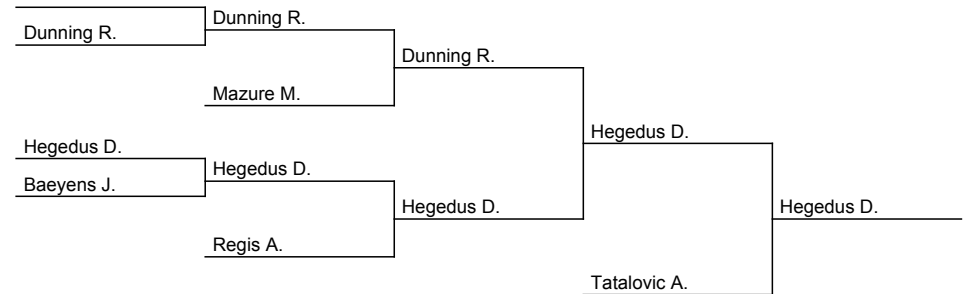 Dunning R.
Dunning R.
Dunning R.
Mazure M.
Hegedus D.
Hegedus D.
Hegedus D.
Baeyens J.
Hegedus D.
Hegedus D.
Regis A.
Tatalovic A.